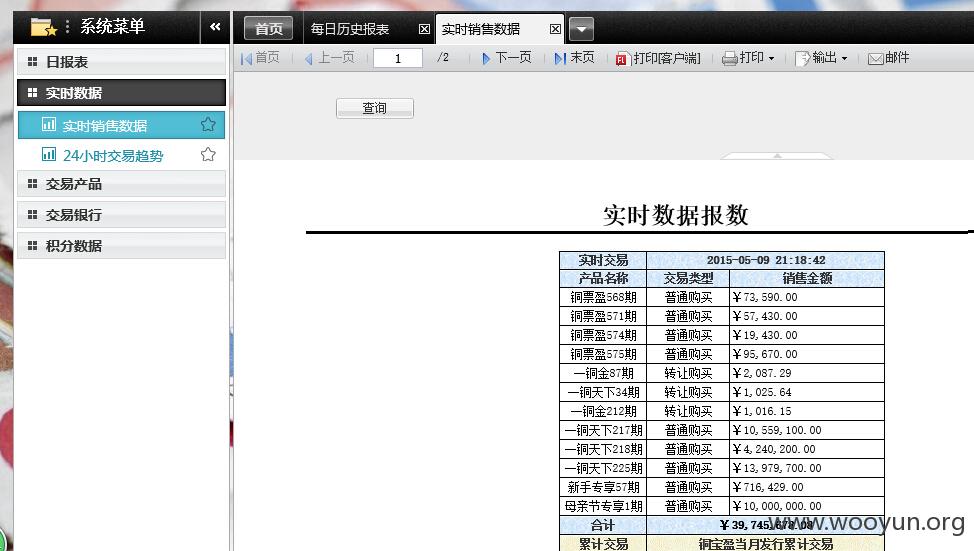 系统菜单 «
首页 每日历史报表 实时销售数据
首页 上一页 1 /2 下一页 末页 打印[客户端] 打印 输出 邮件
日报表
实时数据
实时销售数据
24小时交易趋势
交易产品
交易银行
积分数据
查询
实时数据报数
实时交易 2015-05-09 21:18:42
产品名称 交易类型 销售金额
铜票盈568期 普通购买 ￥73,590.00
铜票盈571期 普通购买 ￥57,430.00
铜票盈574期 普通购买 ￥19,430.00
铜票盈575期 普通购买 ￥95,670.00
一铜金87期 转让购买 ￥2,087.29
一铜天下34期 转让购买 ￥1,025.64
一铜金212期 转让购买 ￥1,016.15
一铜天下217期 普通购买 ￥10,559,100.00
一铜天下218期 普通购买 ￥4,240,200.00
一铜天下225期 普通购买 ￥13,979,700.00
新手专享57期 普通购买 ￥716,429.00
母亲节专享1期 普通购买 ￥10,000,000.00
合计 ￥39,745,678.08
累计交易 铜宝盈当月发行累计交易
www.wooyun.org